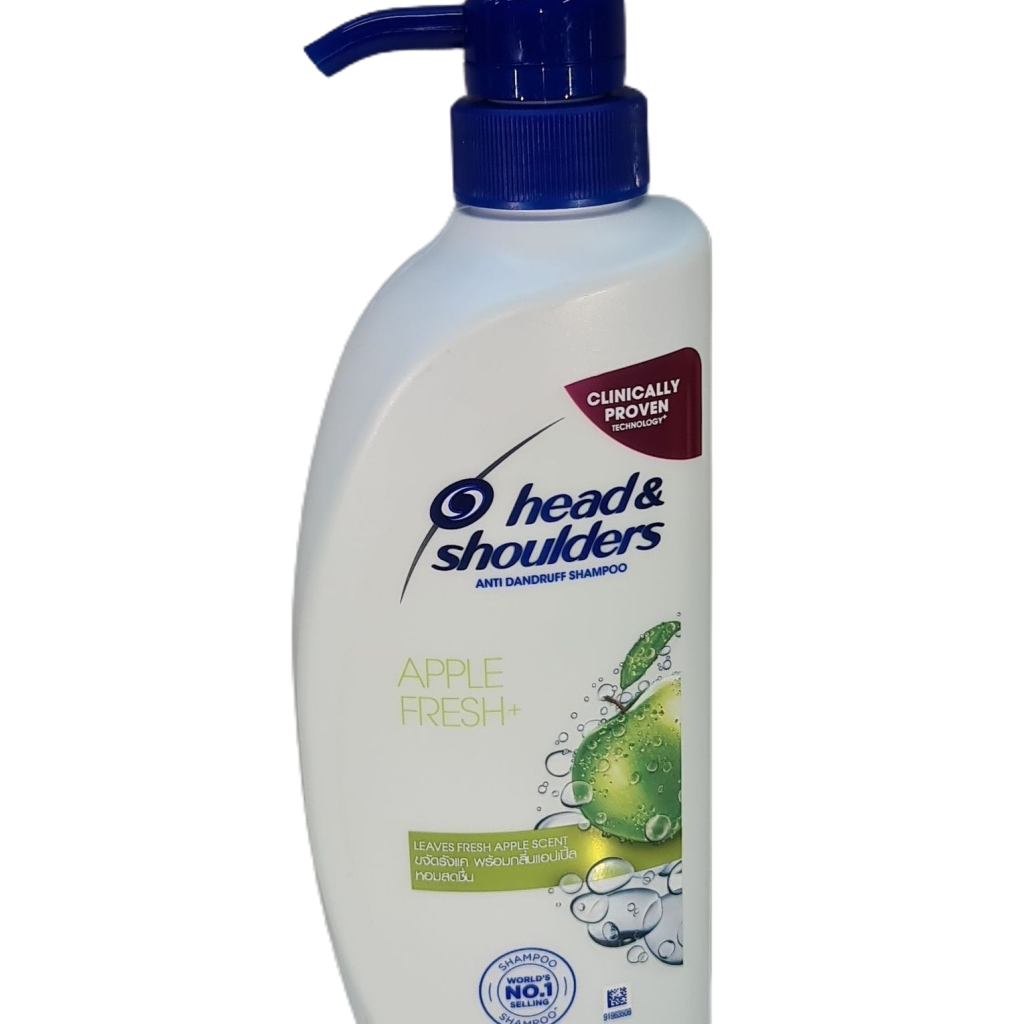 CLINICALLY
PROVEN
TECHNOLOGY+
head &
shoulders
ANTI DANDRUFF SHAMPOO
APPLE
FRESH+
LEAVES FRESH APPLE SCENT
ขจัดรังแค พร้อมกลิ่นแอปเปิ้ล
หอมสดชื่น
SHAMPOO
WORLD'S
NO.1
SELLING
SHAMPOO*
91963508